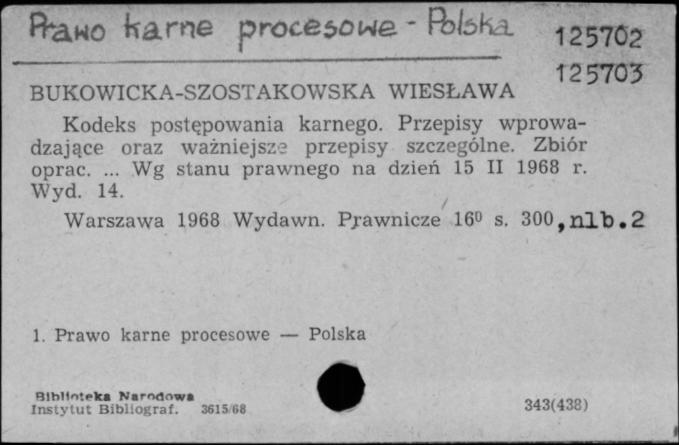 Prawo karne procesowe - Polska
125702
125703
BUKOWICKA-SZOSTAKOWSKA WIESŁAWA
Kodeks postępowania karnego. Przepisy wprowa-
dzające oraz ważniejsze przepisy szczególne. Zbiór
oprac. ... Wg stanu prawnego na dzień 15 II 1968 r.
Wyd. 14.
Warszawa 1968 Wydawn. Prawnicze 16⁰ s. 300, nlb.2
1. Prawo karne procesowe — Polska
Biblioteka Narodowa
Instytut Bibliograf. 3615/68
343(438)